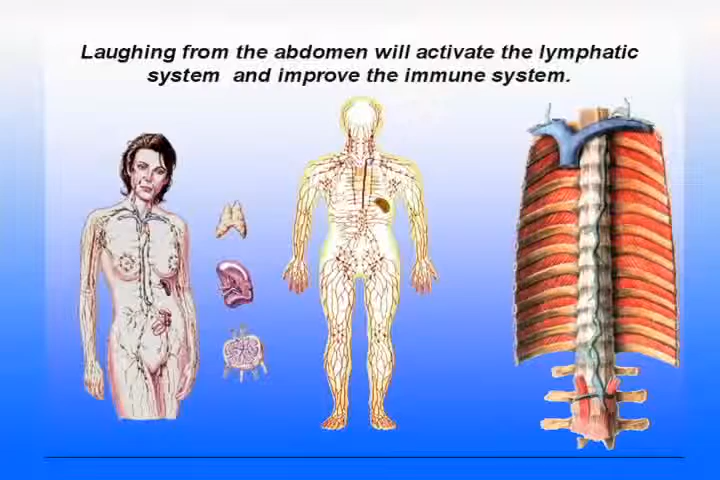 Laughing from the abdomen will activate the lymphatic
system and improve the immune system.